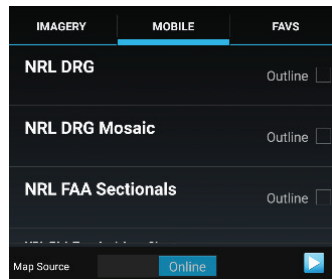 IMAGERY MOBILE FAVS
NRL DRG
Outline
NRL DRG Mosaic
Outline
NRL FAA Sectionals
Outline
Map Source Online